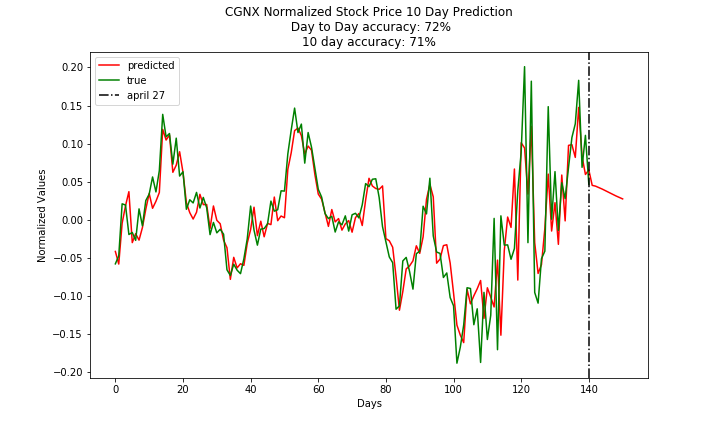 CGNX Normalized Stock Price 10 Day Prediction
Day to Day accuracy: 72%
10 day accuracy: 71%
predicted
true
april 27
Normalized Values
0.20
0.15
0.10
0.05
0.00
−0.05
−0.10
−0.15
−0.20
0 20 40 60 80 100 120 140
Days